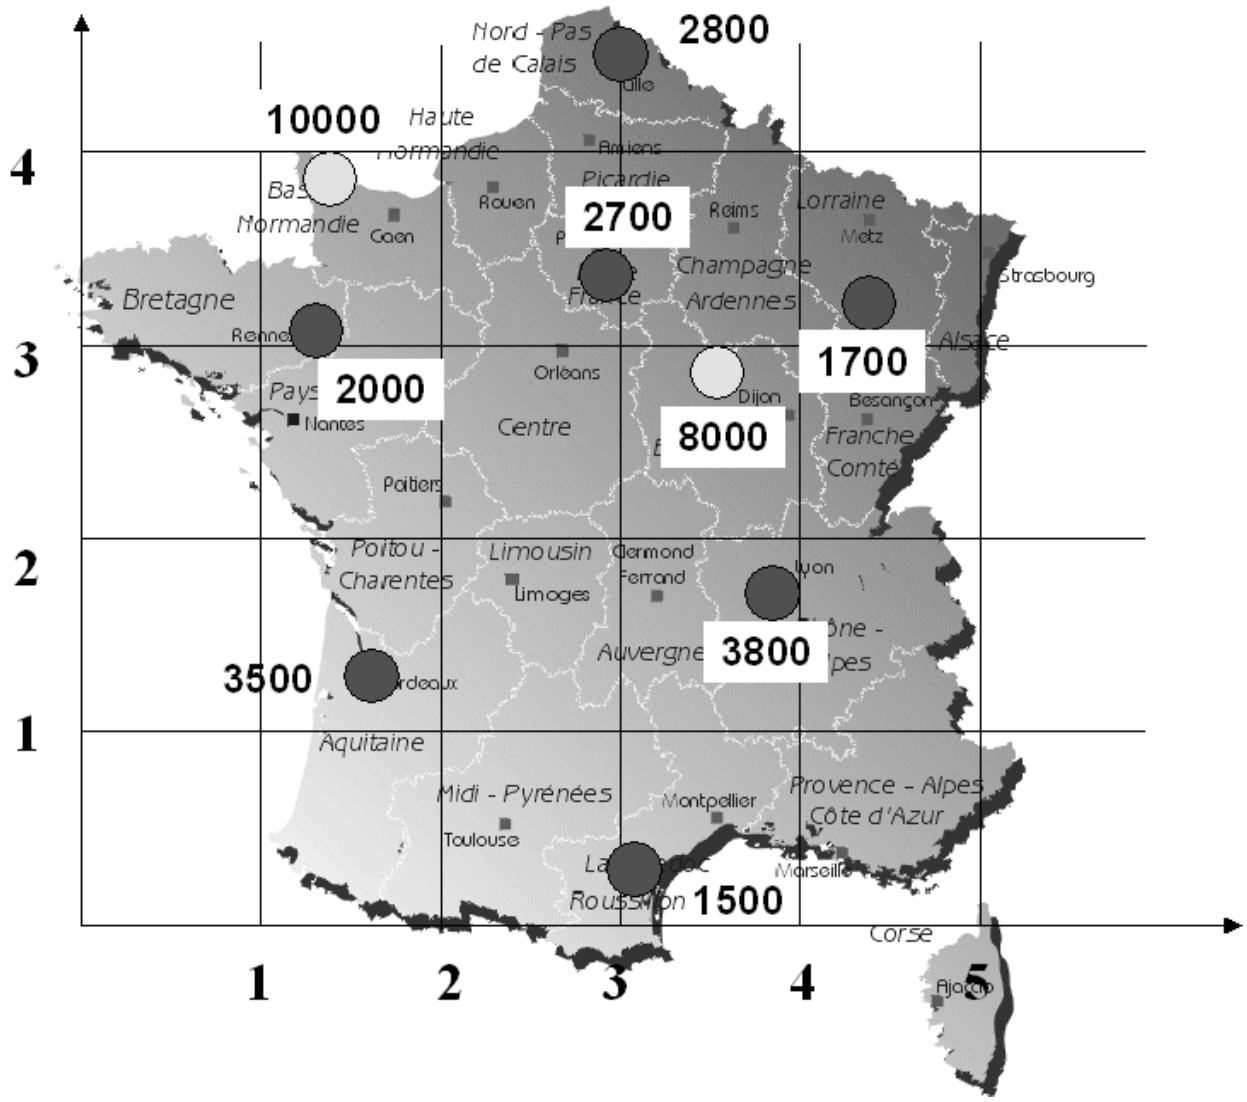 Nord - Pas
de Calais
2800
10000
Haute
4
Amiens
Picardie
Rouen
2700
Reims
Lorraine
Metz
Normandie
Caen
Strasbourg
Champagne
Ardennes
Bretagne
France
Alsace
3
Orléans
1700
Pays
2000
Dijon
Besançon
Nantes
Centre
8000
Franche
Comté
Poitiers
2
Poitou -
Charentes
Limousin
Clermond
Ferrand
Lyon
Limoges
3500
Auvergne
3800
1
Aquitaine
Midi - Pyrénées
Montpellier
Provence - Alpes
Côte d'Azur
Toulouse
Marseille
Roussillon
1500
Corse
1
2
3
4
5
Ajaccio